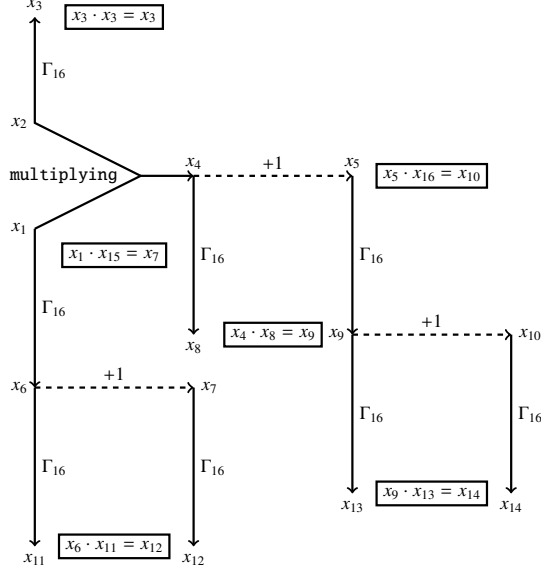 x₃
x₃ · x₃ = x₃
Γ₁₆
x₂
x₄
+1
x₅
multiplying
x₅ · x₁₆ = x₁₀
x₁
x₁ · x₁₅ = x₇
Γ₁₆
Γ₁₆
Γ₁₆
x₈
x₄ · x₈ = x₉
x₉
+1
x₁₀
x₆
+1
x₇
Γ₁₆
Γ₁₆
Γ₁₆
Γ₁₆
x₁₃
x₉ · x₁₃ = x₁₄
x₁₄
x₁₁
x₆ · x₁₁ = x₁₂
x₁₂